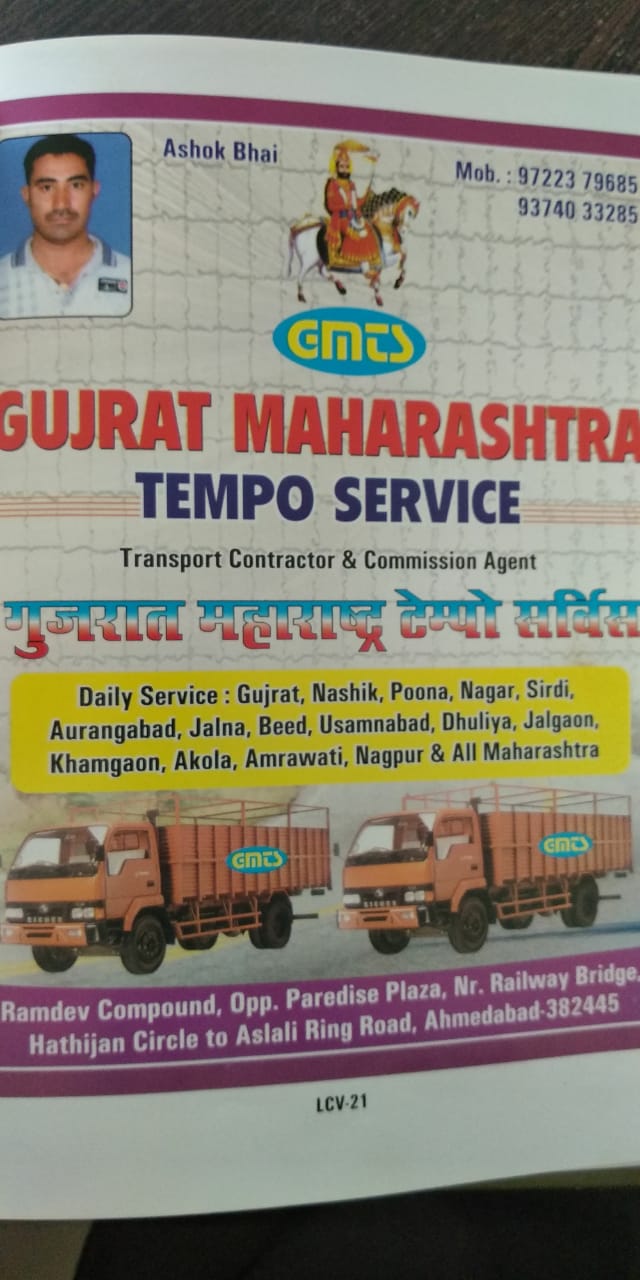 Ashok Bhai
Mob. : 97223 79685
93740 33285
GMTS
GUJRAT MAHARASHTRA
TEMPO SERVICE
Transport Contractor & Commission Agent
गुजरात महाराष्ट्र टेम्पो सर्विस
Daily Service : Gujrat, Nashik, Poona, Nagar, Sirdi,
Aurangabad, Jalna, Beed, Usamnabad, Dhuliya, Jalgaon,
Khamgaon, Akola, Amrawati, Nagpur & All Maharashtra
GMTS
GMTS
Ramdev Compound, Opp. Paredise Plaza, Nr. Railway Bridge,
Hathijan Circle to Aslali Ring Road, Ahmedabad-382445
LCV-21